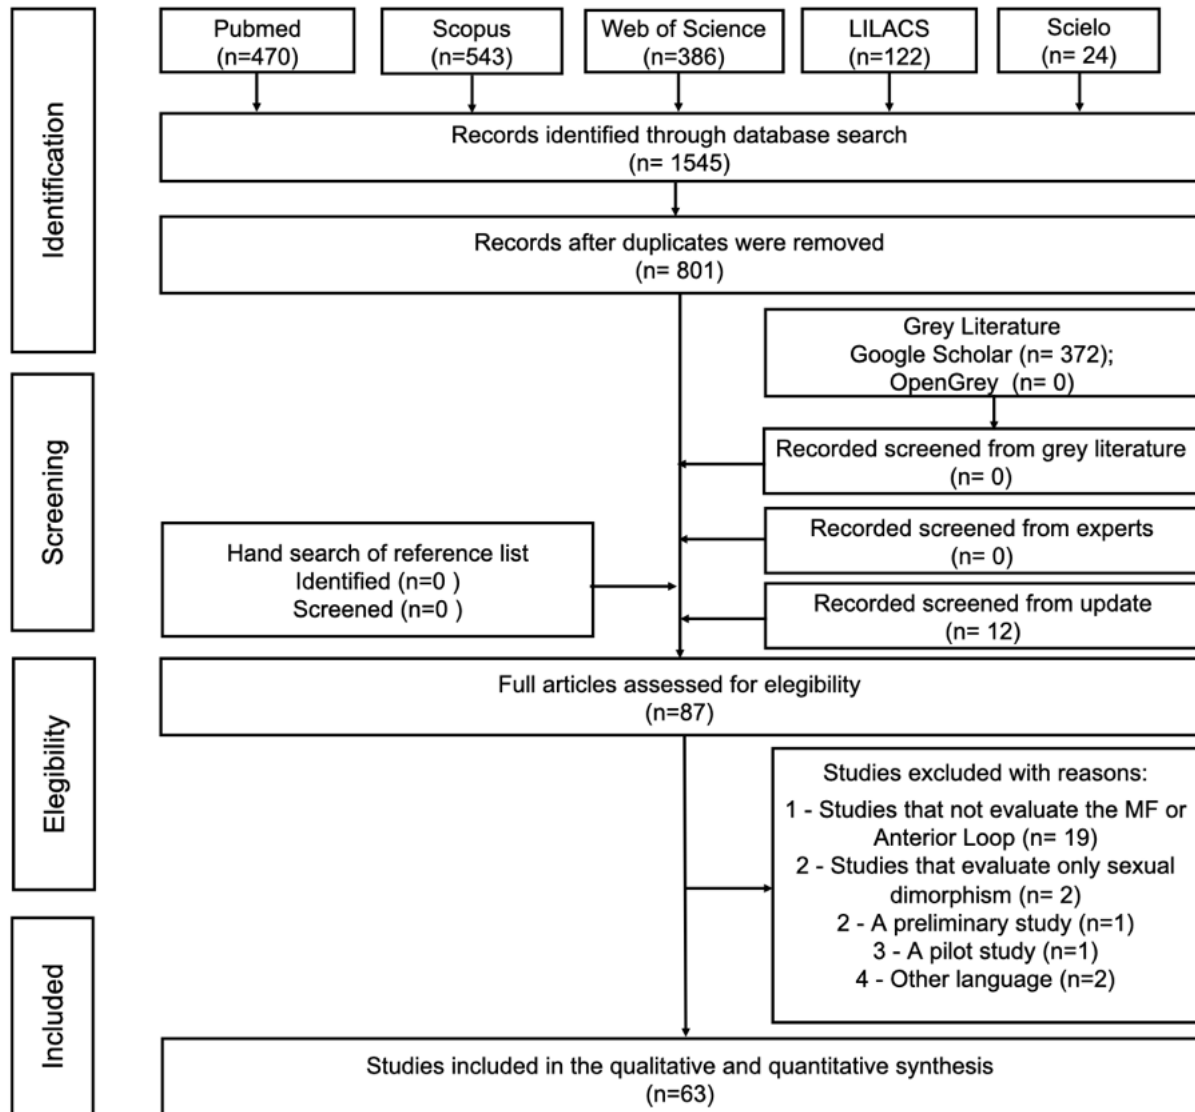 Pubmed
(n=470)
Scopus
(n=543)
Web of Science
(n=386)
LILACS
(n=122)
Scielo
(n= 24)
Identification
Records identified through database search
(n= 1545)
Records after duplicates were removed
(n= 801)
Grey Literature
Google Scholar (n= 372);
OpenGrey (n= 0)
Screening
Recorded screened from grey literature
(n= 0)
Recorded screened from experts
(n= 0)
Hand search of reference list
Identified (n=0 )
Screened (n=0 )
Recorded screened from update
(n= 12)
Elegibility
Full articles assessed for elegibility
(n=87)
Studies excluded with reasons:
1 - Studies that not evaluate the MF or
Anterior Loop (n= 19)
2 - Studies that evaluate only sexual
dimorphism (n= 2)
2 - A preliminary study (n=1)
3 - A pilot study (n=1)
4 - Other language (n=2)
Included
Studies included in the qualitative and quantitative synthesis
(n=63)